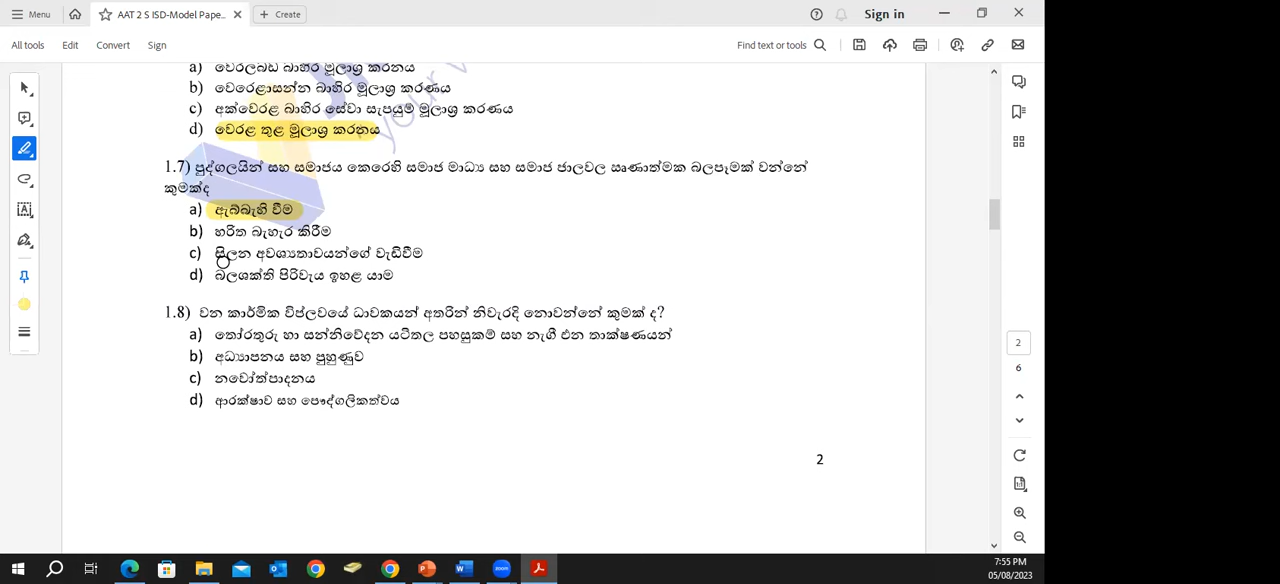 Menu
AAT 2 S ISD-Model Pape...
Create
Sign in
All tools Edit Convert Sign
Find text or tools
a) වෙරලබඩ බාහිර මූලාශ්‍ර කරනය
b) වෙරළාසන්න බාහිර මූලාශ්‍ර කරණය
c) අක්වෙරළ බාහිර සේවා සැපයුම් මූලාශ්‍ර කරණය
d) වෙරළ තුළ මූලාශ්‍ර කරනය
your
1.7) පුද්ගලයින් සහ සමාජය කෙරෙහි සමාජ මාධ්‍ය සහ සමාජ ජාලවල ඍණාත්මක බලපෑමක් වන්නේ
කුමක්ද
a) ඇබ්බැහි වීම
b) හරිත බැහැර කිරීම
c) සිලන අවශ්‍යතාවයන්ගේ වැඩිවීම
d) බලශක්ති පිරිවැය ඉහළ යාම
1.8) වන කාර්මික විප්ලවයේ ධාවකයන් අතරින් නිවැරදි නොවන්නේ කුමක් ද?
a) තෝරතුරු හා සන්නිවේදන යටිතල පහසුකම් සහ නැගී එන තාක්ෂණයන්
b) අධ්‍යාපනය සහ පුහුණුව
c) නවෝත්පාදනය
d) ආරක්ෂාව සහ පෞද්ගලිකත්වය
2
2
6
7:55 PM
05/08/2023